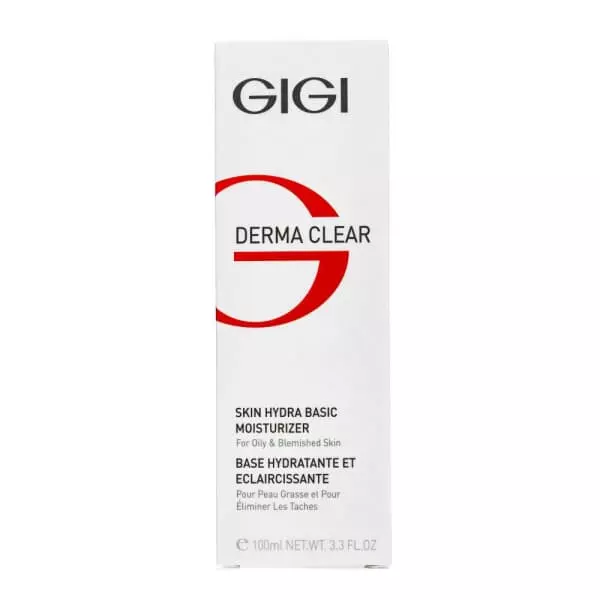 GIGI
DERMA CLEAR
SKIN HYDRA BASIC
MOISTURIZER
For Oily & Blemished Skin
BASE HYDRATANTE ET
ECLAIRCISSANTE
Pour Peau Grasse et Pour
Éliminer Les Taches
℮ 100ml NET.WT. 3.3 FL.OZ